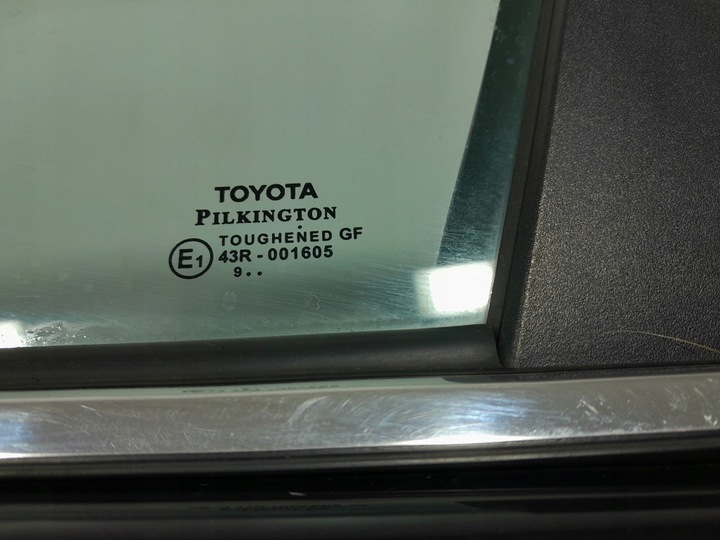 TOYOTA
PILKINGTON
TOUGHENED GF
E1 43R - 001605
9..